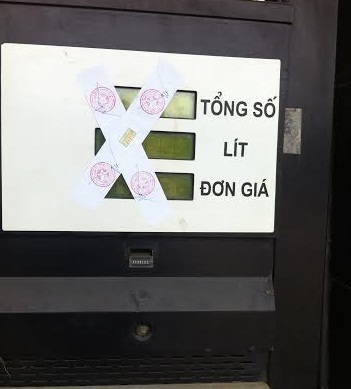 TỔNG SỐ
LÍT
ĐƠN GIÁ